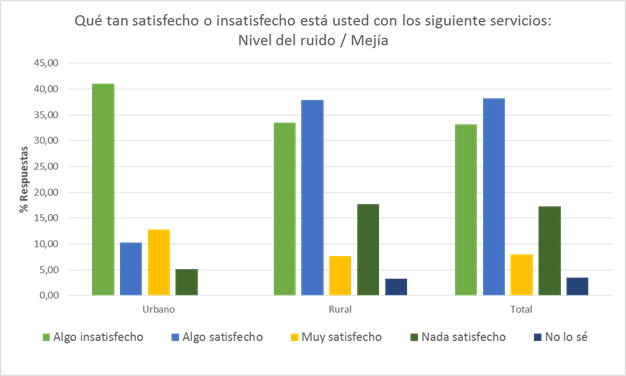 Qué tan satisfecho o insatisfecho está usted con los siguiente servicios:
Nivel del ruido / Mejía
% Respuestas
45,00
40,00
35,00
30,00
25,00
20,00
15,00
10,00
5,00
0,00
Urbano Rural Total
Algo insatisfecho Algo satisfecho Muy satisfecho Nada satisfecho No lo sé